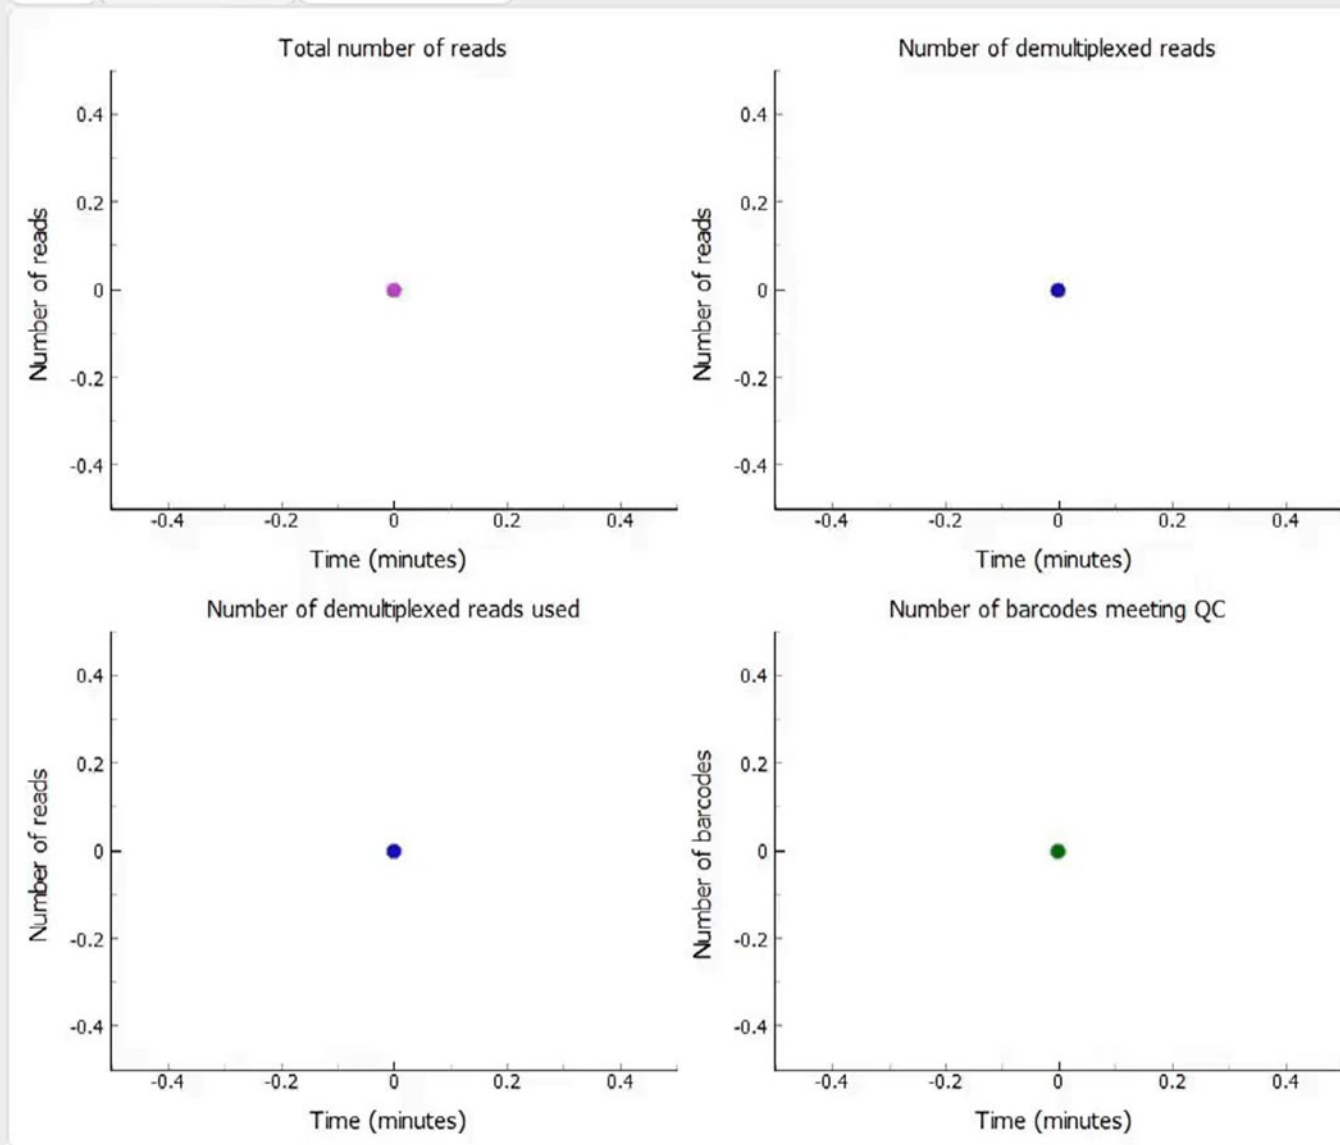 Total number of reads
Number of reads
0.4
0.2
0
-0.2
-0.4
-0.4 -0.2 0 0.2 0.4
Time (minutes)
Number of demultiplexed reads
Number of reads
0.4
0.2
0
-0.2
-0.4
-0.4 -0.2 0 0.2 0.4
Time (minutes)
Number of demultiplexed reads used
Number of reads
0.4
0.2
0
-0.2
-0.4
-0.4 -0.2 0 0.2 0.4
Time (minutes)
Number of barcodes meeting QC
Number of barcodes
0.4
0.2
0
-0.2
-0.4
-0.4 -0.2 0 0.2 0.4
Time (minutes)